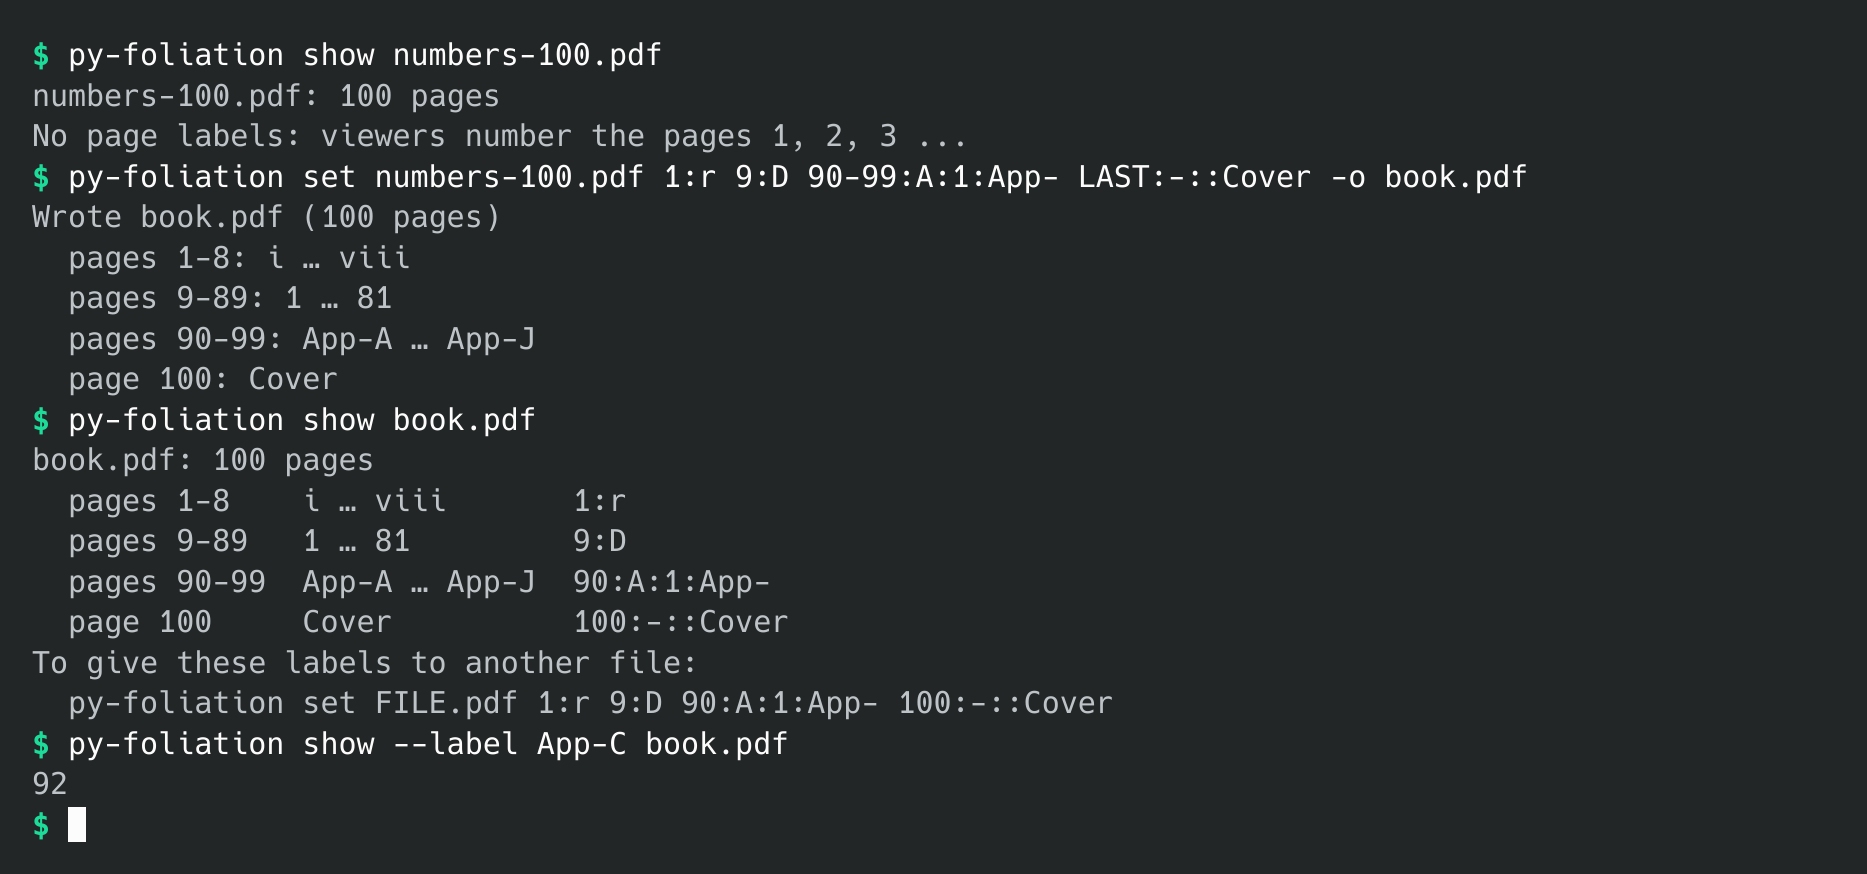 $ py-foliation show numbers-100.pdf
numbers-100.pdf: 100 pages
No page labels: viewers number the pages 1, 2, 3 ...
$ py-foliation set numbers-100.pdf 1:r 9:D 90-99:A:1:App- LAST:-::Cover -o book.pdf
Wrote book.pdf (100 pages)
  pages 1-8: i … viii
  pages 9-89: 1 … 81
  pages 90-99: App-A … App-J
  page 100: Cover
$ py-foliation show book.pdf
book.pdf: 100 pages
  pages 1-8    i … viii       1:r
  pages 9-89   1 … 81         9:D
  pages 90-99  App-A … App-J  90:A:1:App-
  page 100     Cover          100:-::Cover
To give these labels to another file:
  py-foliation set FILE.pdf 1:r 9:D 90:A:1:App- 100:-::Cover
$ py-foliation show --label App-C book.pdf
92
$